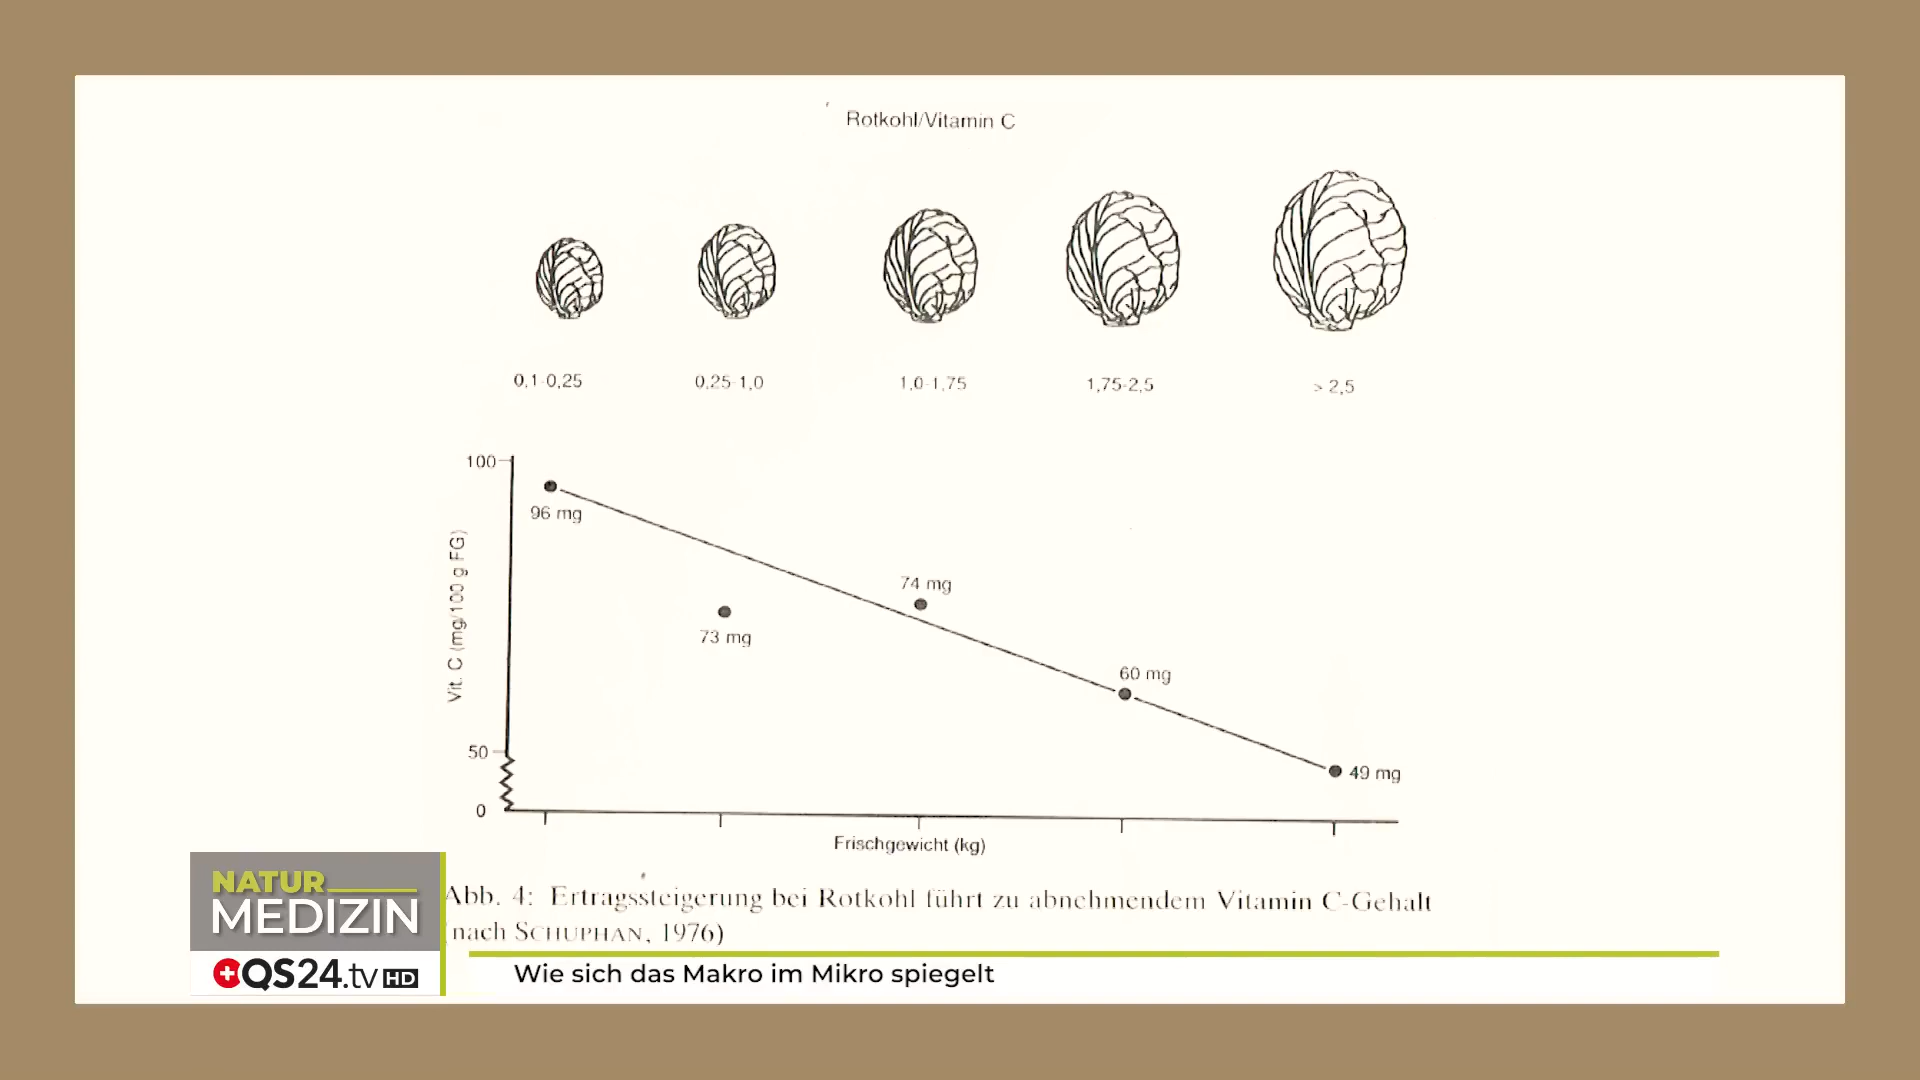 Rotkohl/Vitamin C
0,1-0,25 0,25-1,0 1,0-1,75 1,75-2,5 > 2,5
100
96 mg
74 mg
73 mg
60 mg
Vit. C (mg/100 g FG)
50
49 mg
0
Frischgewicht (kg)
Abb. 4: Ertragssteigerung bei Rotkohl führt zu abnehmendem Vitamin C-Gehalt
(nach SCHUPHAN, 1976)
NATUR
MEDIZIN
QS24.tv HD
Wie sich das Makro im Mikro spiegelt